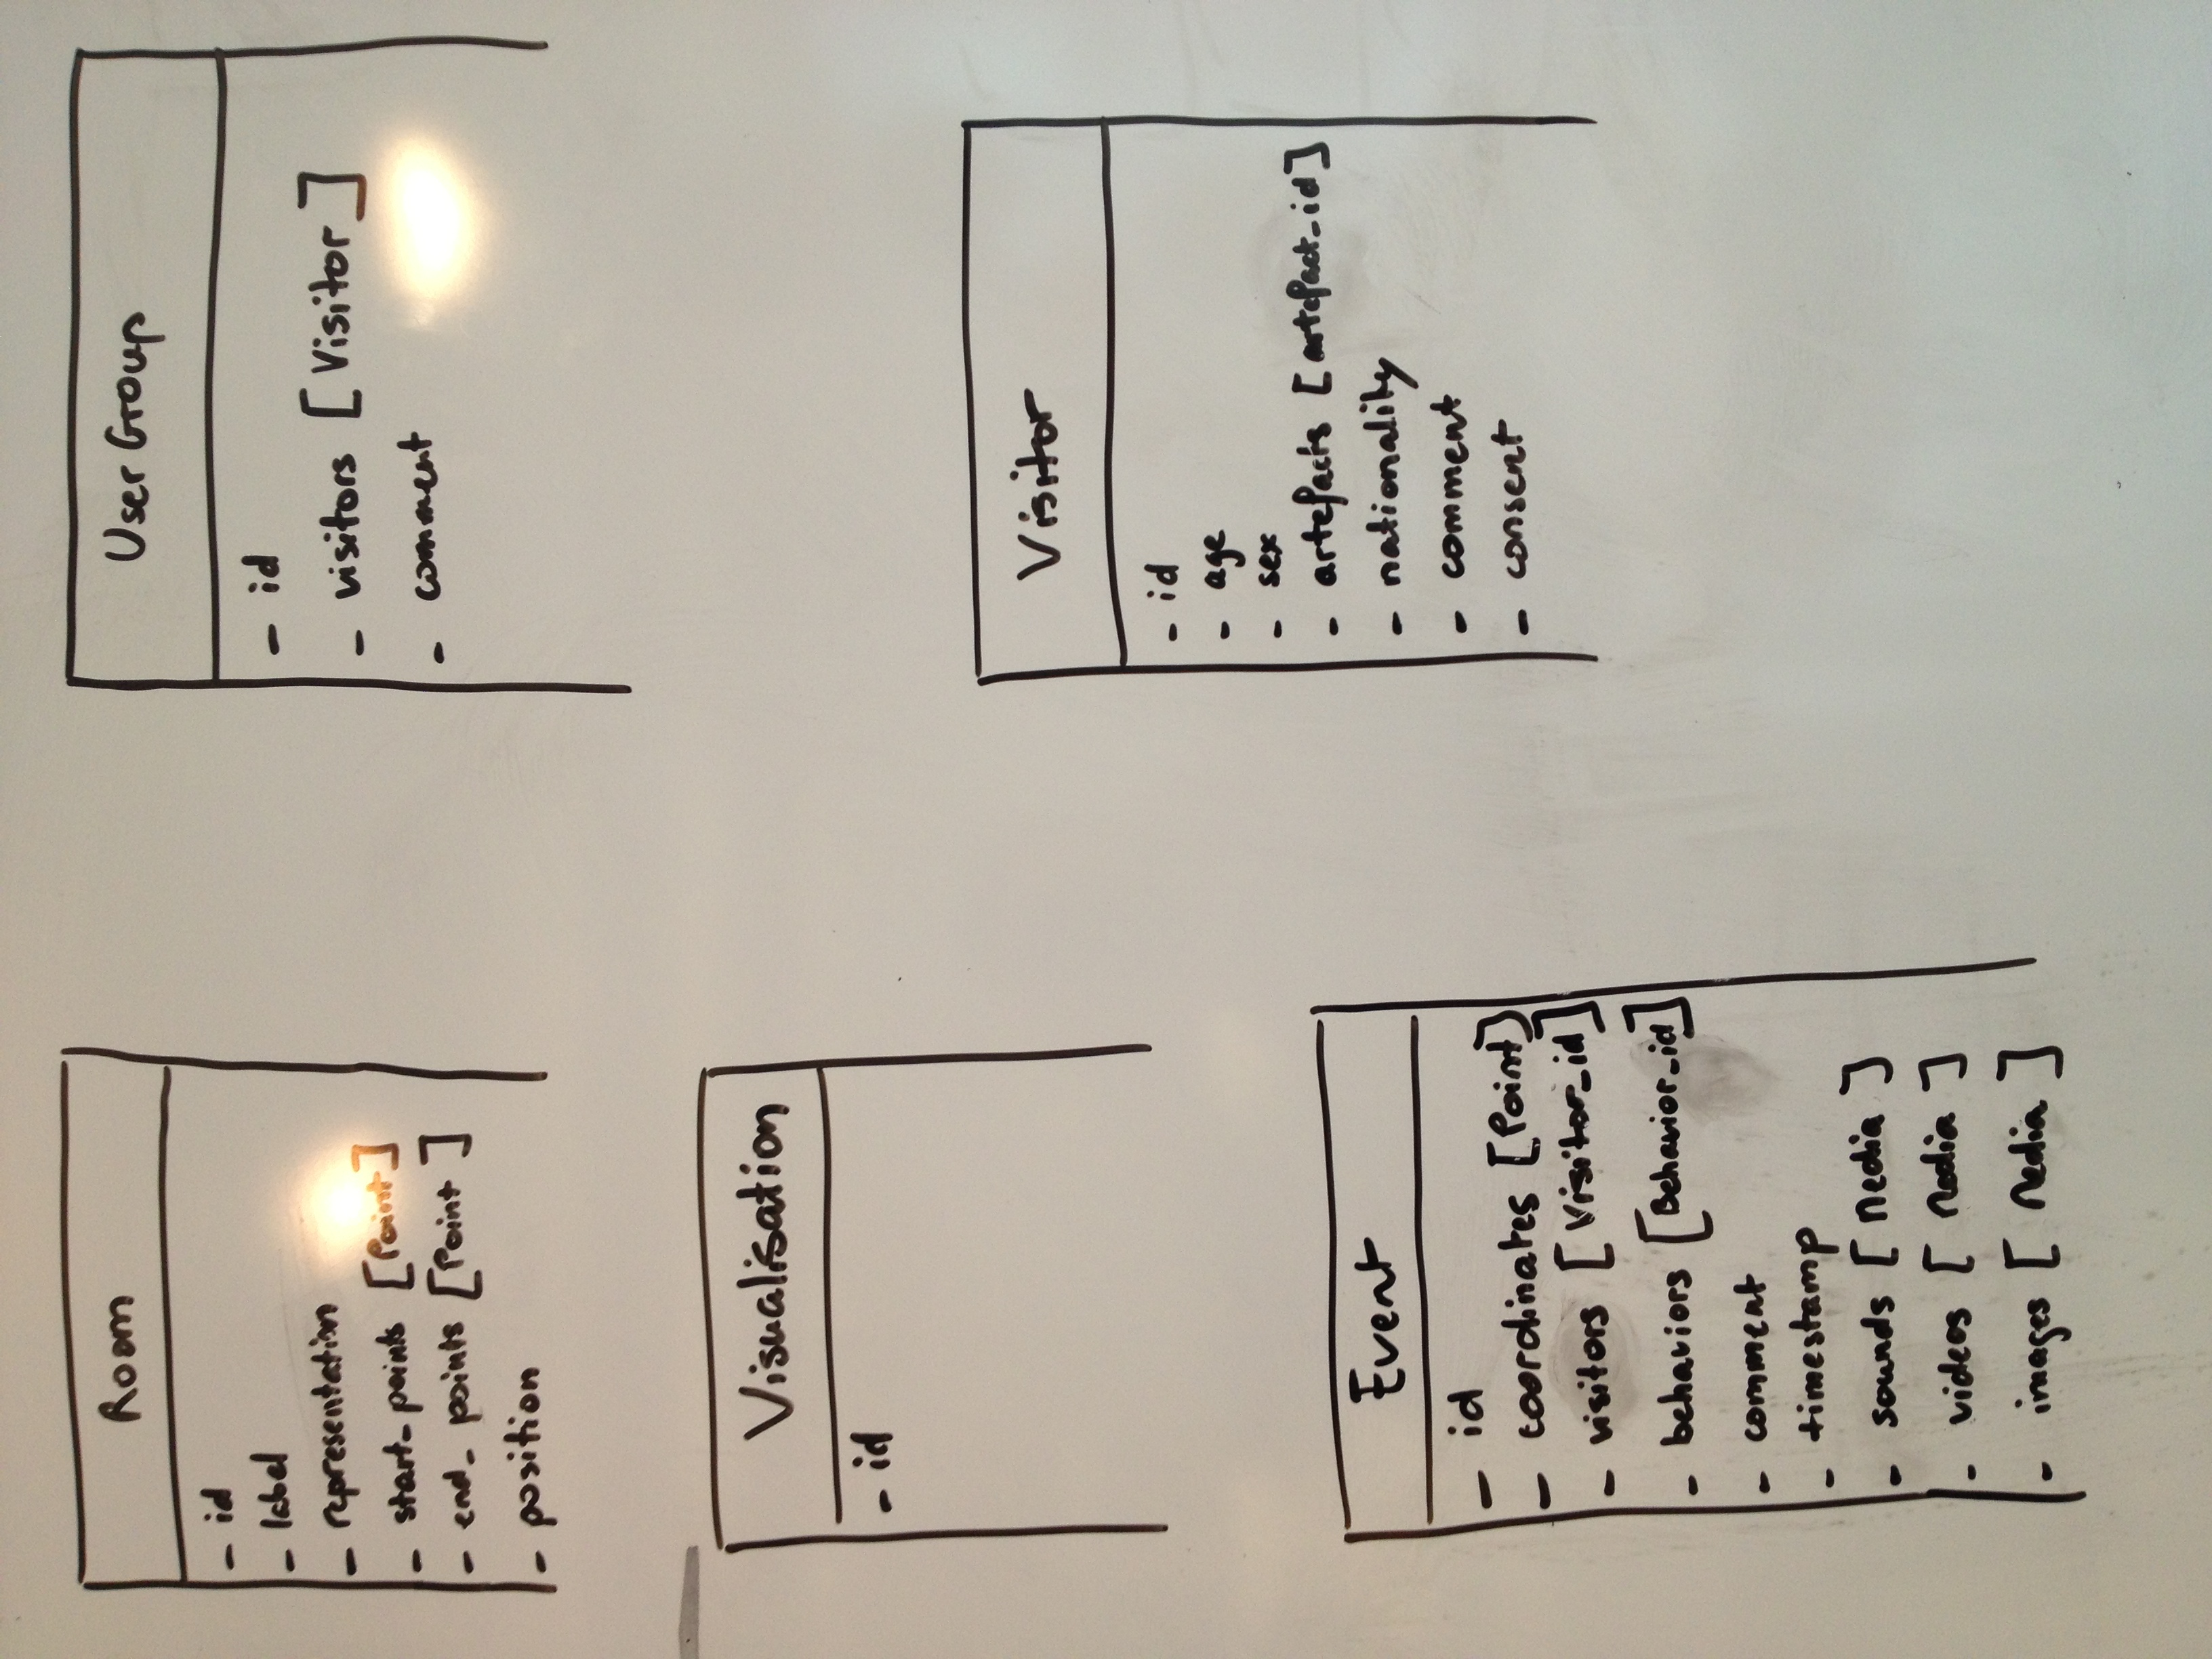 Room
- id
- label
- representation
- start_points [Point]
- end_points [Point]
- position
User Group
- id
- visitors [Visitor]
- comment
Visualisation
- id
Visitor
- id
- age
- sex
- artefacts [artefact_id]
- nationality
- comment
- consent
Event
- id
- coordinates [Point]
- visitors [Visitor_id]
- behaviors [Behavior_id]
- comment
- timestamp
- sounds [Media]
- videos [Media]
- images [Media]